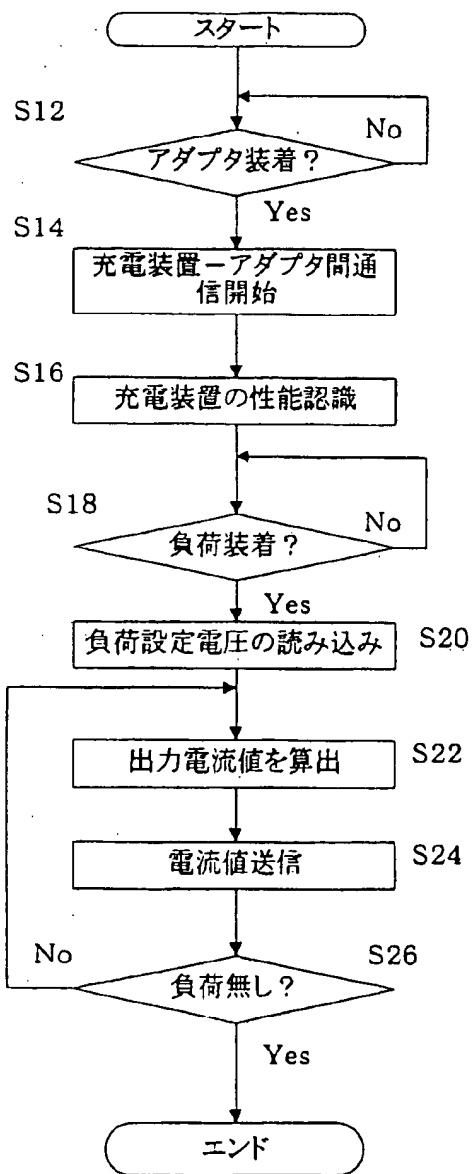 スタート
S12
No
アダプタ装着?
Yes
S14
充電装置－アダプタ間通
信開始
S16
充電装置の性能認識
S18
No
負荷装着?
Yes
負荷設定電圧の読み込み
S20
出力電流値を算出
S22
電流値送信
S24
No
S26
負荷無し?
Yes
エンド